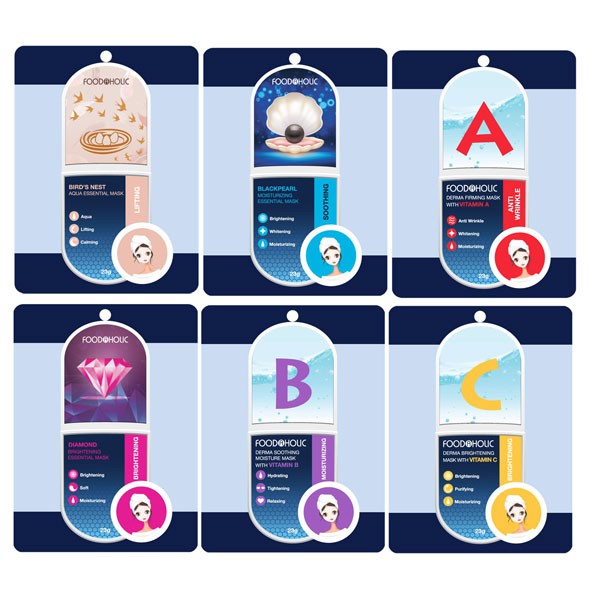 FOODAHOLIC
BIRD'S NEST
AQUA ESSENTIAL MASK
LIFTING
Aqua
Lifting
Calming
23g
FOODAHOLIC
BLACKPEARL
MOISTURIZING
ESSENTIAL MASK
SOOTHING
Brightening
Whitening
Moisturizing
23g
A
FOODAHOLIC
DERMA FIRMING MASK
WITH VITAMIN A
ANTI
WRINKLE
Anti Wrinkle
Whitening
Moisturizing
23g
FOODAHOLIC
DIAMOND
BRIGHTENING
ESSENTIAL MASK
BRIGHTENING
Brightening
Soft
Moisturizing
23g
B
FOODAHOLIC
DERMA SOOTHING
MOISTURE MASK
WITH VITAMIN B
MOISTURIZING
Hydrating
Tightening
Relaxing
23g
C
FOODAHOLIC
DERMA BRIGHTENING
MASK WITH VITAMIN C
BRIGHTENING
Brightening
Purifying
Moisturizing
23g